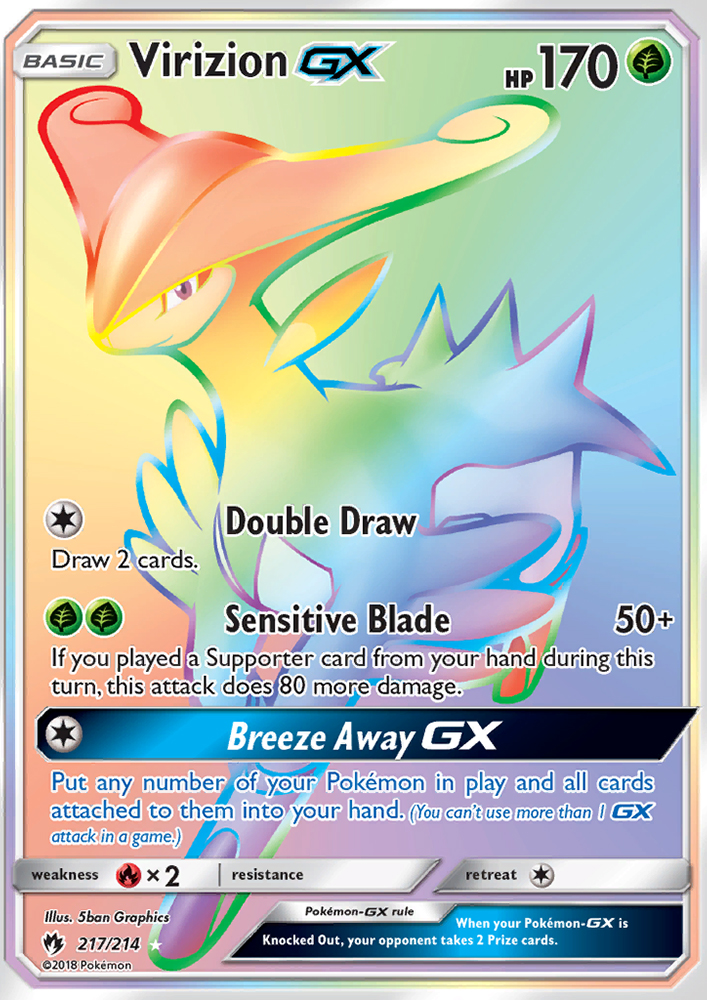 BASIC Virizion GX HP 170
Double Draw
Draw 2 cards.
Sensitive Blade 50+
If you played a Supporter card from your hand during this
turn, this attack does 80 more damage.
Breeze Away GX
Put any number of your Pokémon in play and all cards
attached to them into your hand. (You can't use more than 1 GX
attack in a game.)
weakness ×2 resistance retreat
Illus. 5ban Graphics
217/214
©2018 Pokémon
Pokémon-GX rule
When your Pokémon-GX is
Knocked Out, your opponent takes 2 Prize cards.